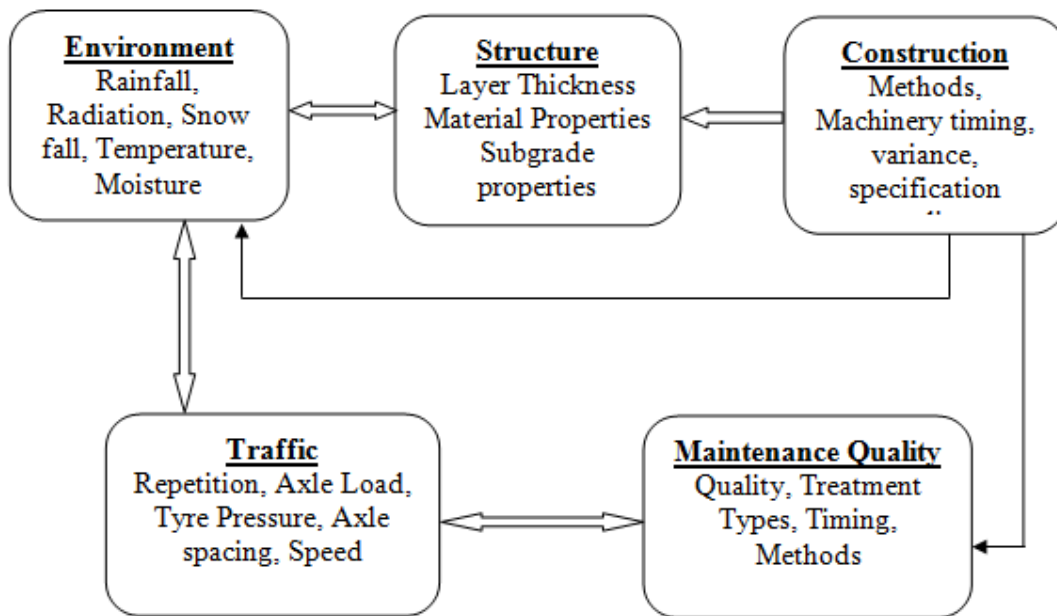 Environment
Rainfall,
Radiation, Snow
fall, Temperature,
Moisture
Structure
Layer Thickness
Material Properties
Subgrade
properties
Construction
Methods,
Machinery timing,
variance,
specification
Traffic
Repetition, Axle Load,
Tyre Pressure, Axle
spacing, Speed
Maintenance Quality
Quality, Treatment
Types, Timing,
Methods